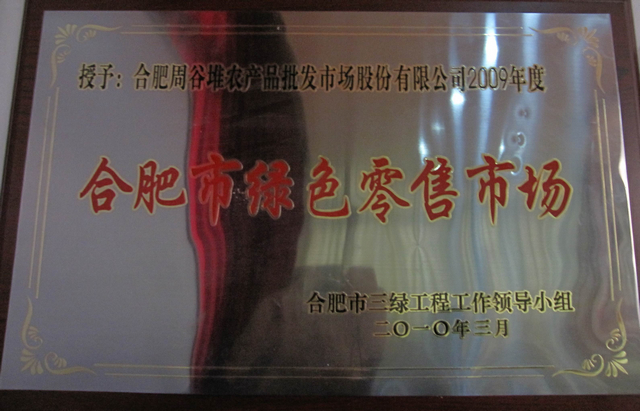 授予：合肥周谷堆农产品批发市场股份有限公司2009年度
合肥市绿色零售市场
合肥市三绿工程工作领导小组
二〇一〇年三月